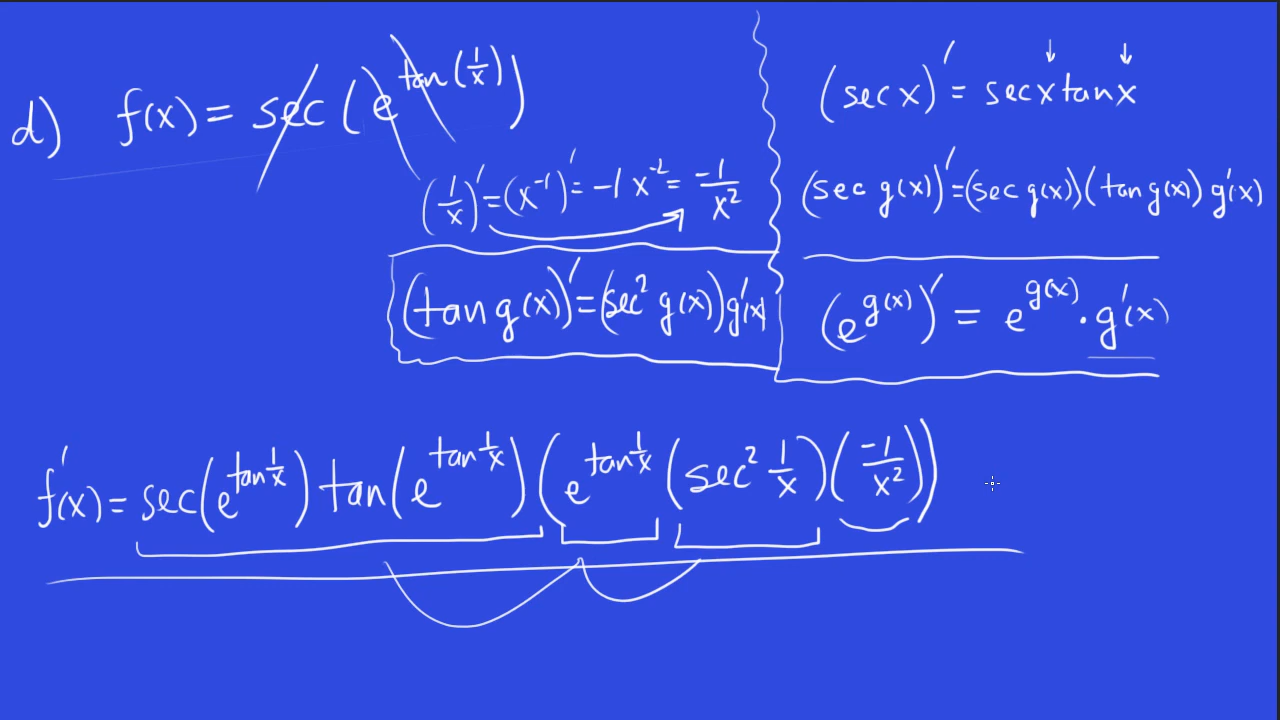 d) f(x) = sec(e^{tan(1/x)})
(1/x)' = (x^{-1})' = -1x^{-2} = -1/x^2
(tan g(x))' = (sec^2 g(x)) g'(x)
(sec x)' = sec x tan x
(sec g(x))' = (sec g(x))(tan g(x)) g'(x)
(e^{g(x)})' = e^{g(x)} · g'(x)
f'(x) = sec(e^{tan 1/x}) tan(e^{tan 1/x}) (e^{tan 1/x} (sec^2 1/x) (-1/x^2))